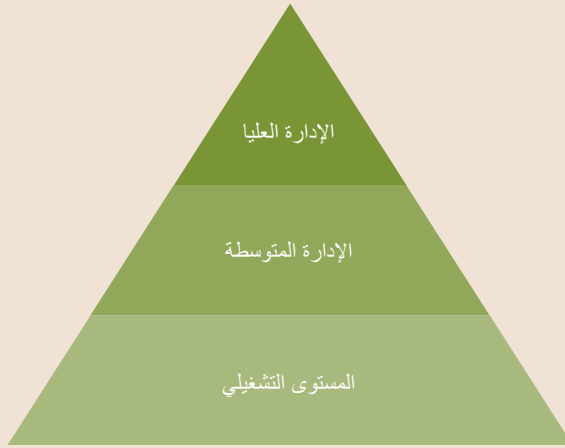 الإدارة العليا
الإدارة المتوسطة
المستوى التشغيلي